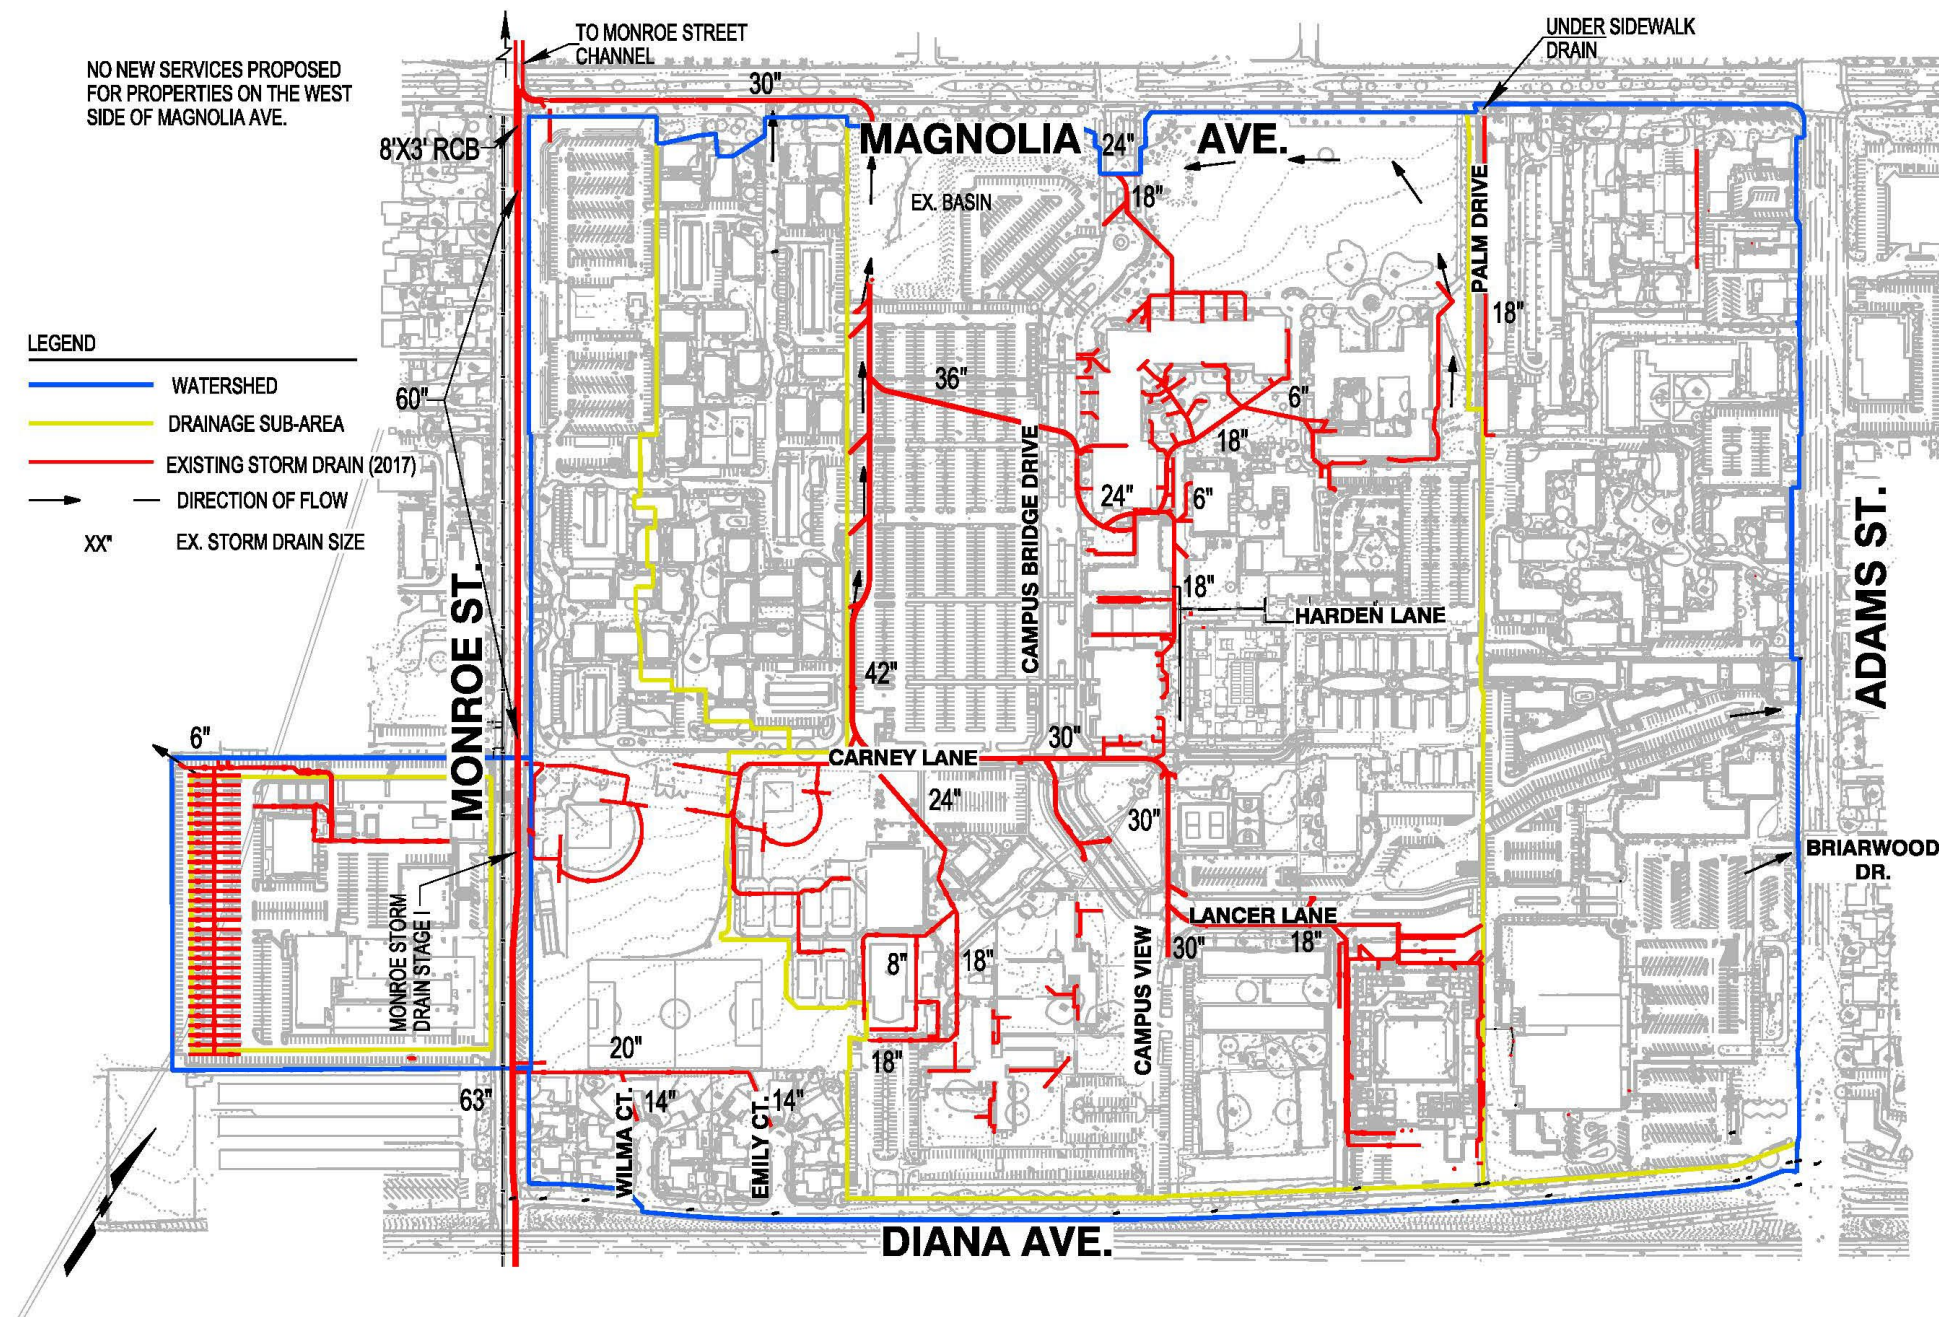 TO MONROE STREET
CHANNEL
UNDER SIDEWALK
DRAIN
NO NEW SERVICES PROPOSED
FOR PROPERTIES ON THE WEST
SIDE OF MAGNOLIA AVE.
30"
8'X3' RCB
MAGNOLIA AVE.
24"
18"
EX. BASIN
PALM DRIVE
18"
LEGEND
WATERSHED
DRAINAGE SUB-AREA
EXISTING STORM DRAIN (2017)
DIRECTION OF FLOW
XX" EX. STORM DRAIN SIZE
60"
36"
6"
18"
24"
6"
CAMPUS BRIDGE DRIVE
18"
HARDEN LANE
MONROE ST.
ADAMS ST.
42"
6"
CARNEY LANE
30"
24"
30"
BRIARWOOD
DR.
MONROE STORM
DRAIN STAGE I
LANCER LANE
8"
18"
30"
18"
CAMPUS VIEW
20"
18"
63"
WILMA CT.
14"
EMILY CT.
14"
DIANA AVE.